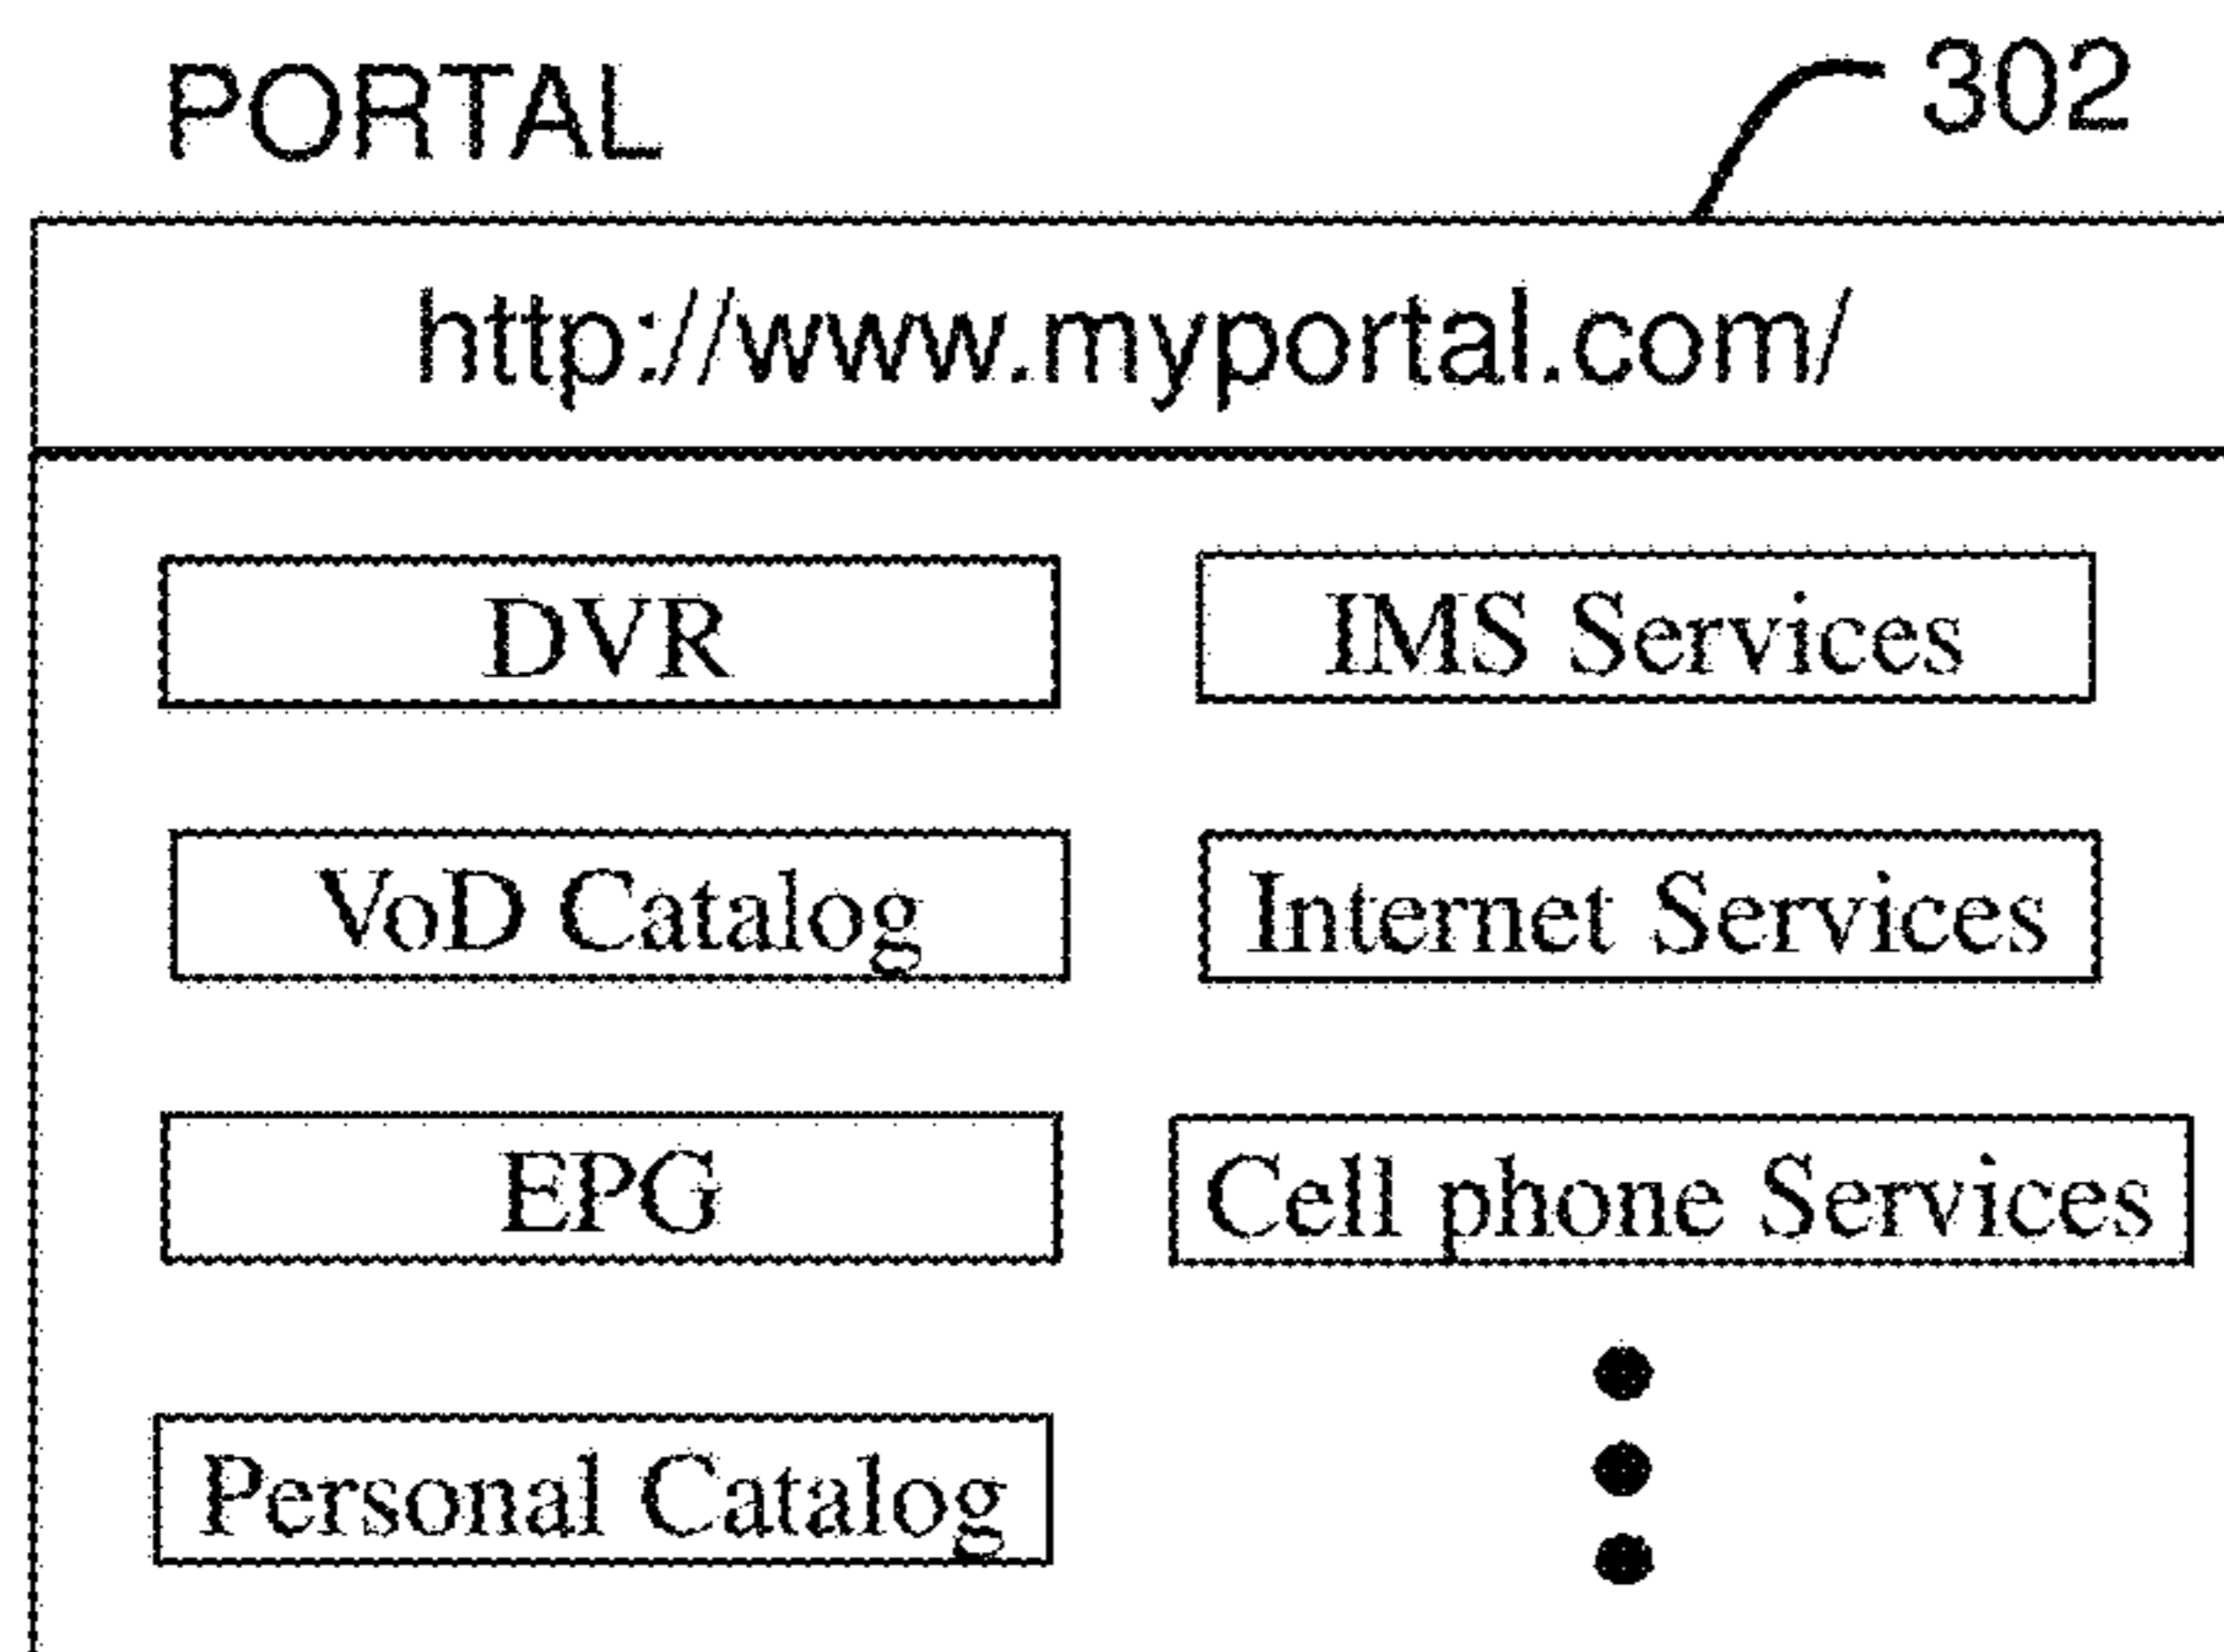 PORTAL 302
http://www.myportal.com/
DVR
IMS Services
VoD Catalog
Internet Services
EPG
Cell phone Services
Personal Catalog